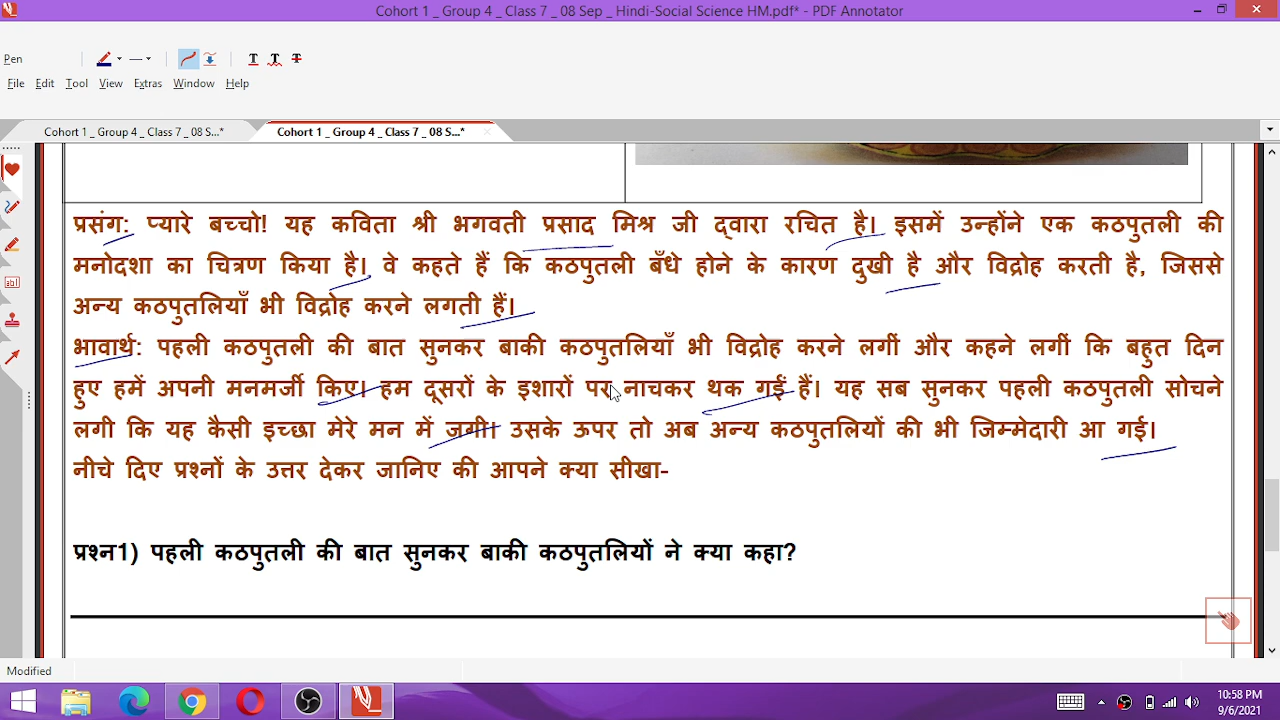 Cohort 1 _ Group 4 _ Class 7 _ 08 Sep _ Hindi-Social Science HM.pdf* - PDF Annotator
Pen
T T T
File Edit Tool View Extras Window Help
Cohort 1 _ Group 4 _ Class 7 _ 08 S...* Cohort 1 _ Group 4 _ Class 7 _ 08 S...*
प्रसंग: प्यारे बच्चो! यह कविता श्री भगवती प्रसाद मिश्र जी द्वारा रचित है। इसमें उन्होंने एक कठपुतली की
मनोदशा का चित्रण किया है। वे कहते हैं कि कठपुतली बँधे होने के कारण दुखी है और विद्रोह करती है, जिससे
अन्य कठपुतलियाँ भी विद्रोह करने लगती हैं।
भावार्थ: पहली कठपुतली की बात सुनकर बाकी कठपुतलियाँ भी विद्रोह करने लगीं और कहने लगीं कि बहुत दिन
हुए हमें अपनी मनमर्जी किए। हम दूसरों के इशारों पर नाचकर थक गईं हैं। यह सब सुनकर पहली कठपुतली सोचने
लगी कि यह कैसी इच्छा मेरे मन में जगी। उसके ऊपर तो अब अन्य कठपुतलियों की भी जिम्मेदारी आ गई।
नीचे दिए प्रश्नों के उत्तर देकर जानिए की आपने क्या सीखा-
प्रश्न1) पहली कठपुतली की बात सुनकर बाकी कठपुतलियों ने क्या कहा?
Modified
10:58 PM
9/6/2021